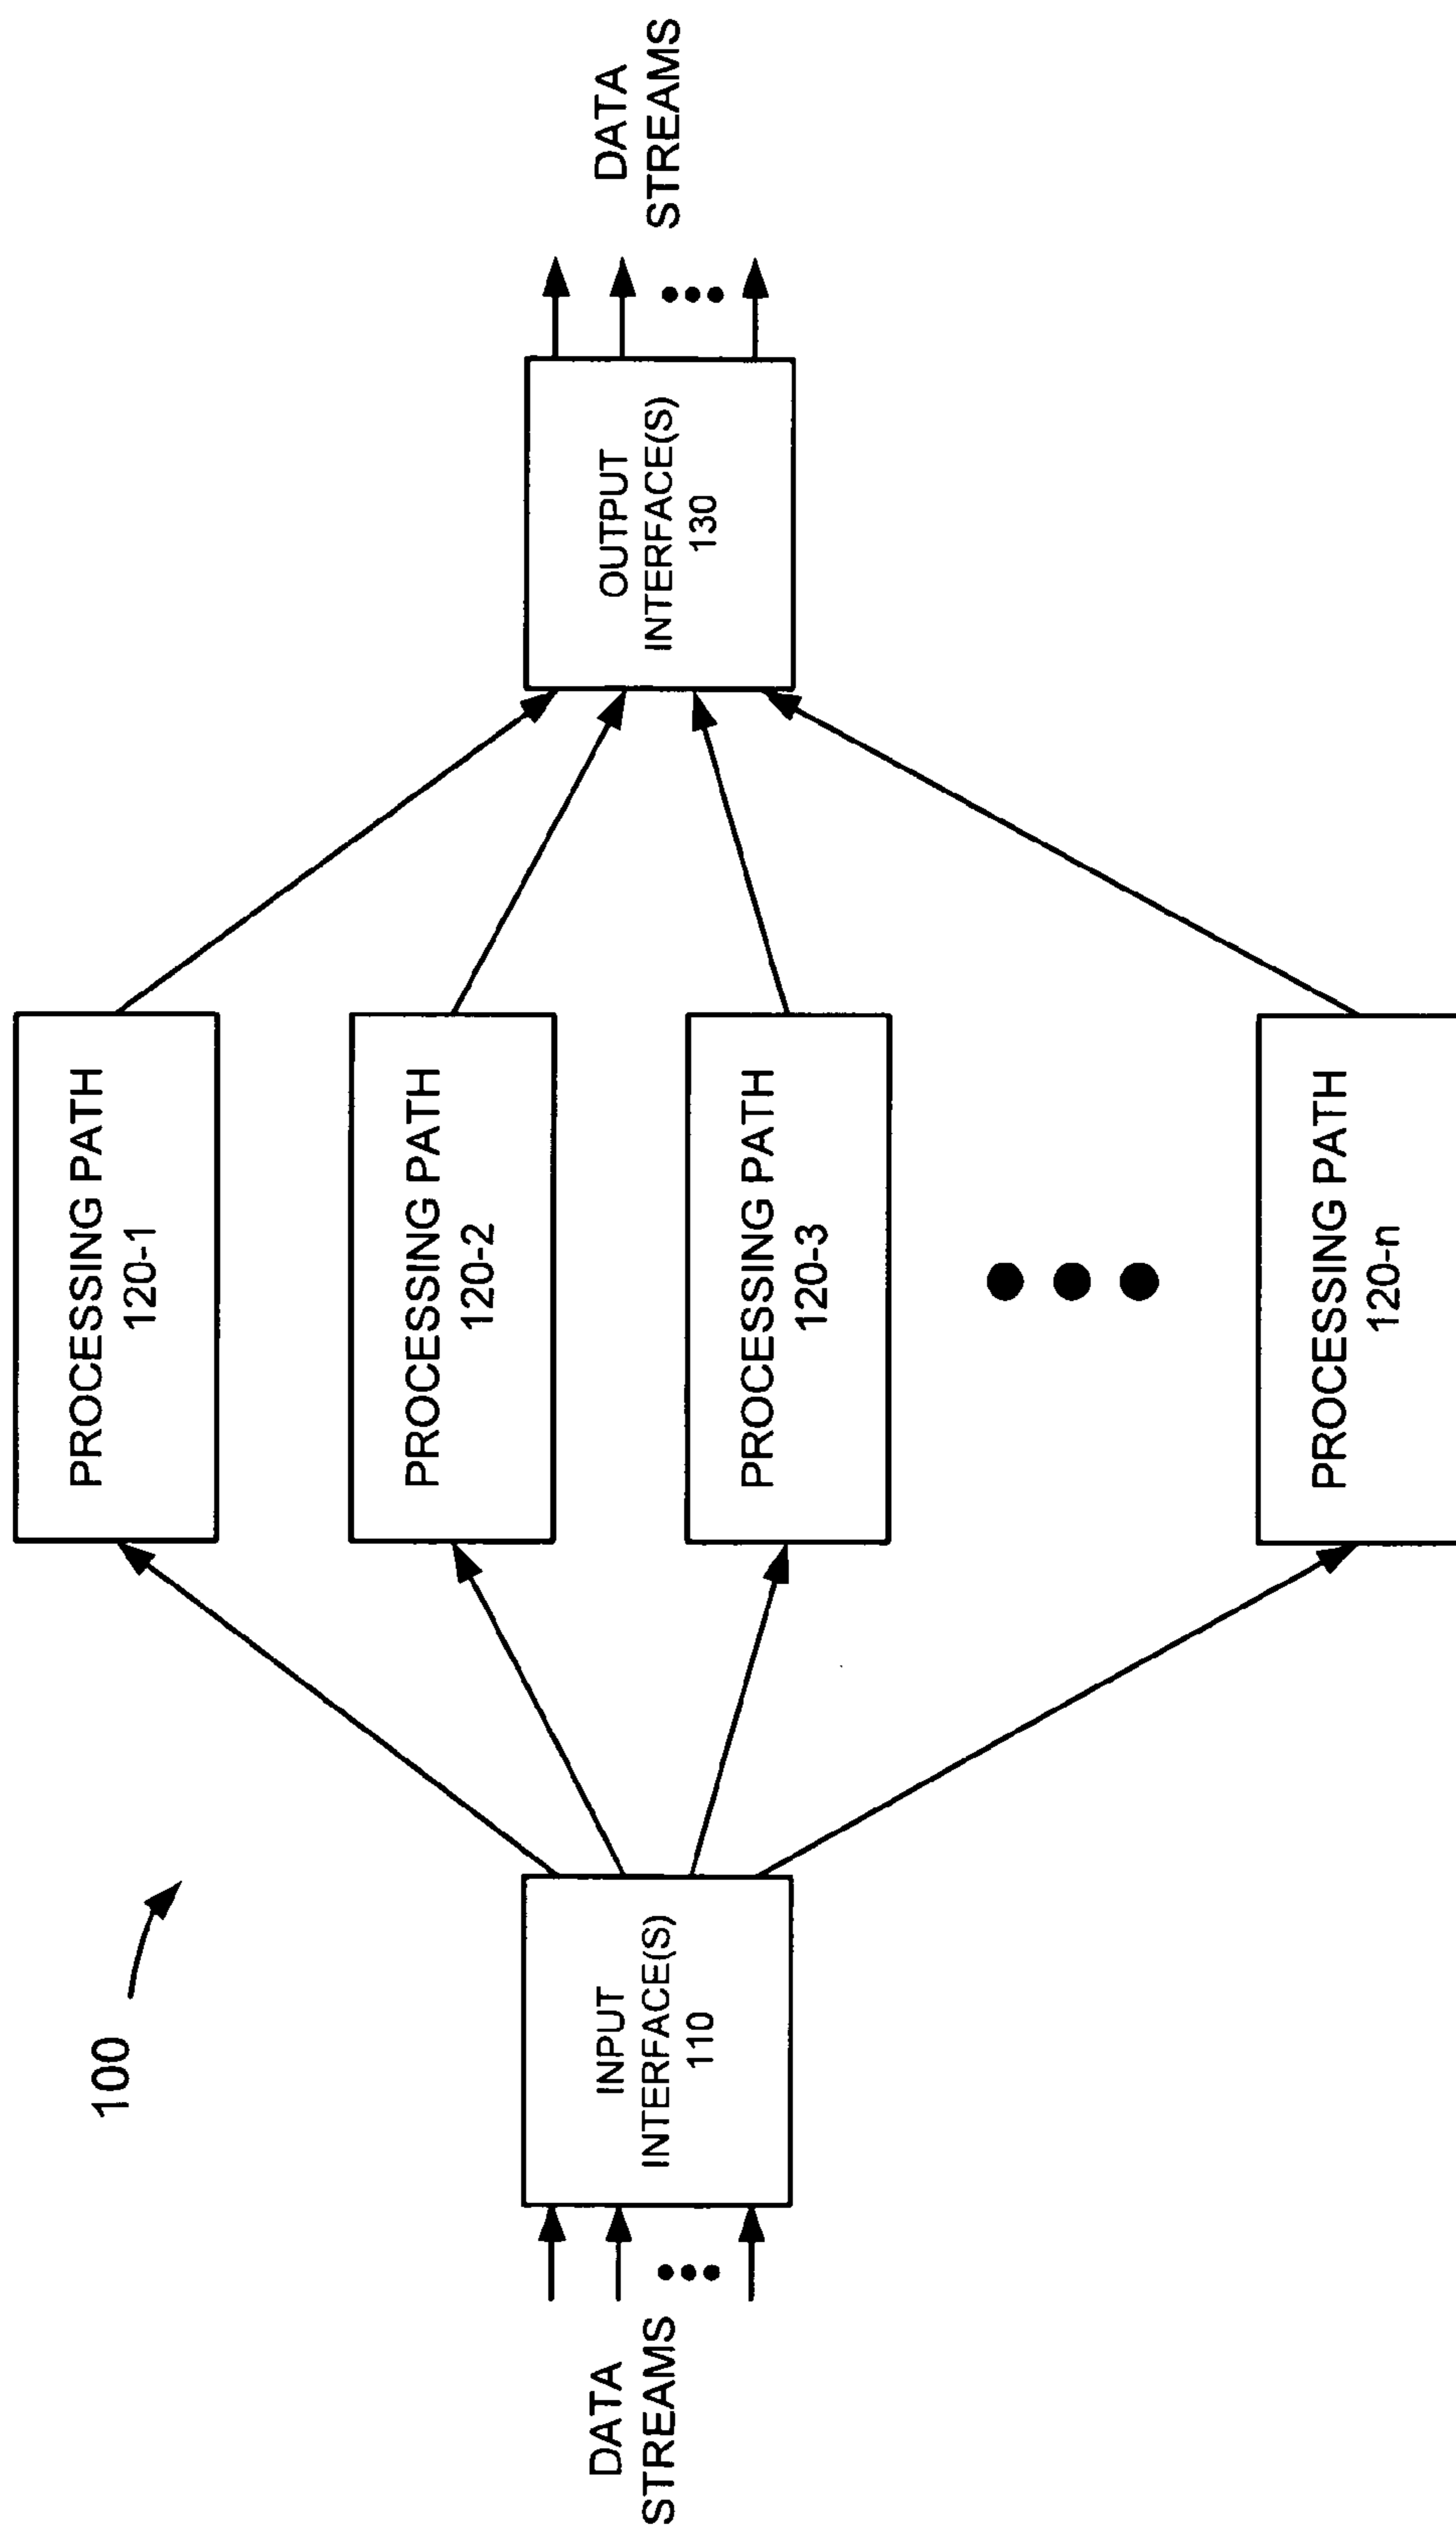 100
DATA
STREAMS
INPUT
INTERFACE(S)
110
PROCESSING PATH
120-1
PROCESSING PATH
120-2
PROCESSING PATH
120-3
PROCESSING PATH
120-n
OUTPUT
INTERFACE(S)
130
DATA
STREAMS